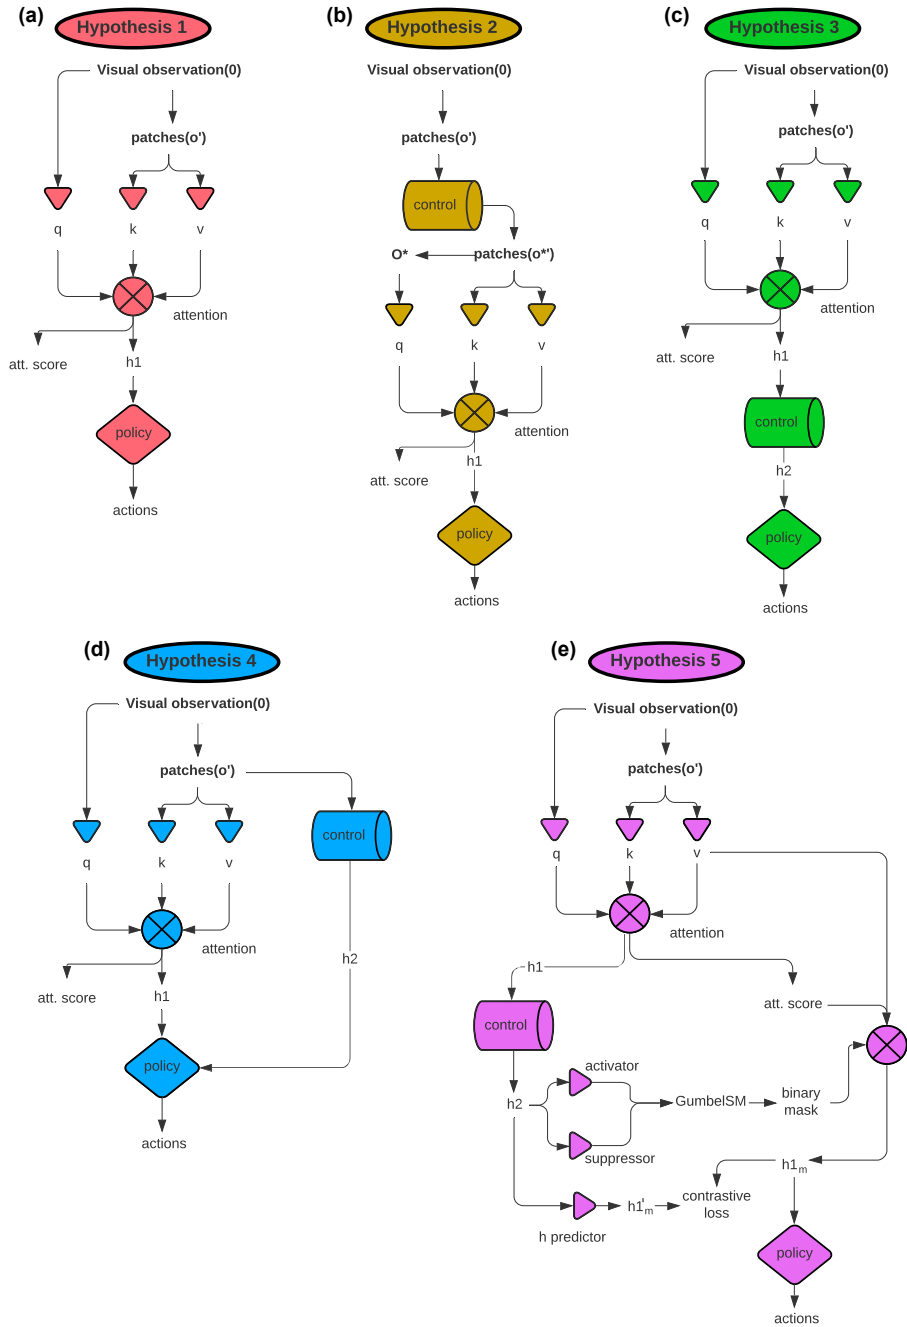 (a)
Hypothesis 1
Visual observation(0)
patches(o')
q
k
v
attention
att. score
h1
policy
actions
(b)
Hypothesis 2
Visual observation(0)
patches(o')
control
O*
patches(o*')
q
k
v
attention
att. score
h1
policy
actions
(c)
Hypothesis 3
Visual observation(0)
patches(o')
q
k
v
attention
att. score
h1
control
h2
policy
actions
(d)
Hypothesis 4
Visual observation(0)
patches(o')
control
q
k
v
attention
h2
att. score
h1
policy
actions
(e)
Hypothesis 5
Visual observation(0)
patches(o')
q
k
v
attention
h1
att. score
control
activator
h2
GumbelSM
binary
mask
suppressor
h1m
h1'm
contrastive
loss
h predictor
policy
actions